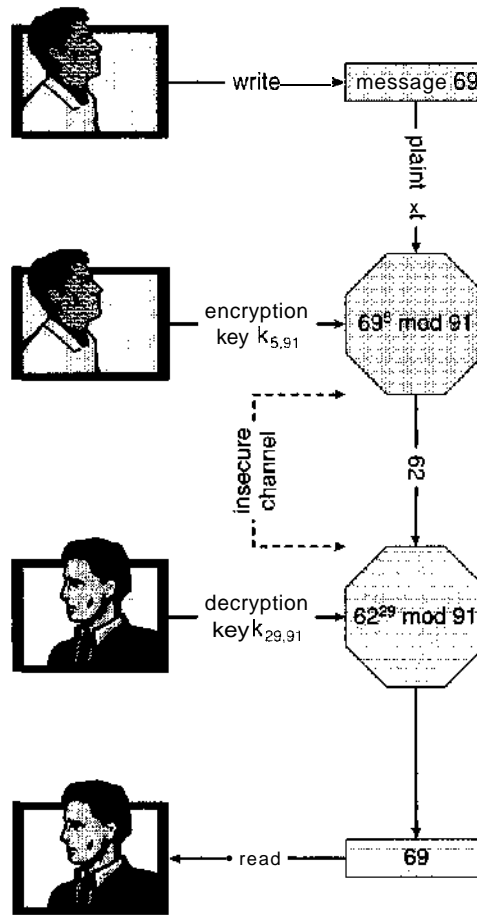 write
message 69
plaint xt
encryption
key k5,91
69⁵ mod 91
insecure
channel
62
decryption
key k29,91
62²⁹ mod 91
read
69